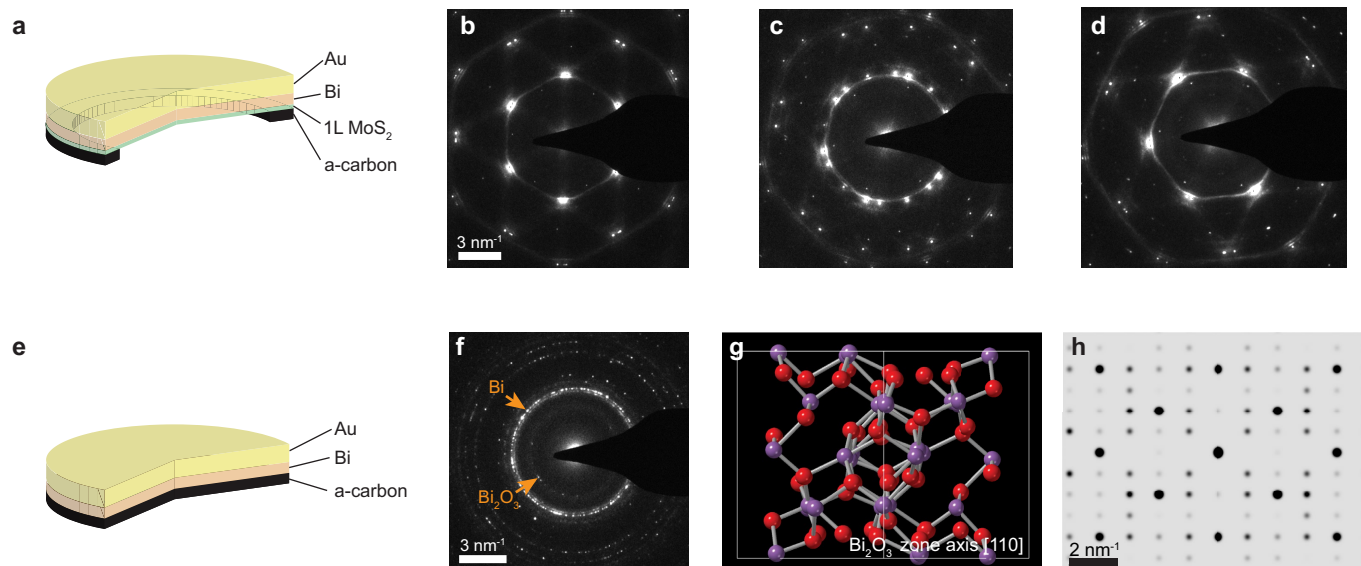 a
Au
Bi
1L MoS₂
a-carbon
b
3 nm⁻¹
c
d
e
Au
Bi
a-carbon
f
Bi
Bi₂O₃
3 nm⁻¹
g
Bi₂O₃ zone axis [110]
h
2 nm⁻¹